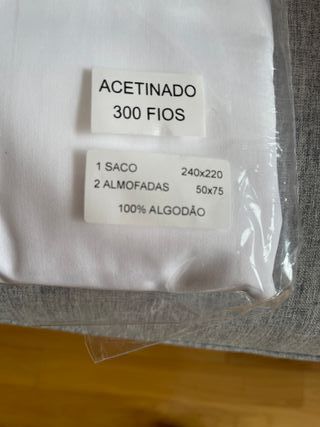 ACETINADO
300 FIOS
1 SACO 240x220
2 ALMOFADAS 50x75
100% ALGODÃO